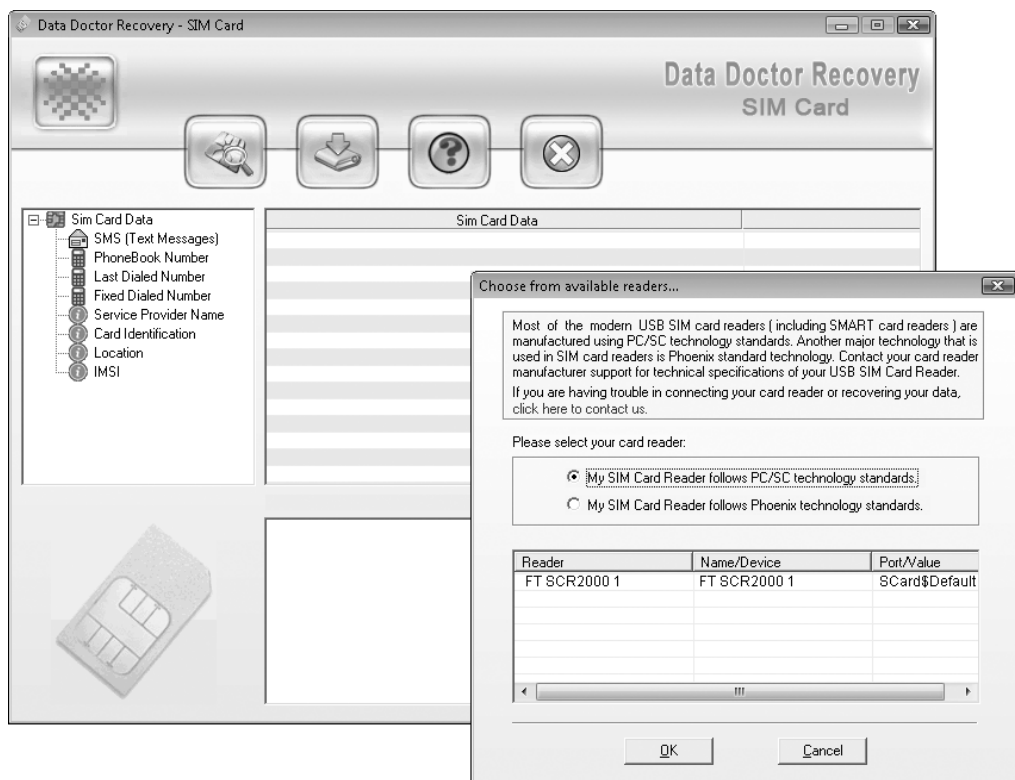 Data Doctor Recovery - SIM Card
Data Doctor Recovery
SIM Card
Sim Card Data
SMS (Text Messages)
PhoneBook Number
Last Dialed Number
Fixed Dialed Number
Service Provider Name
Card Identification
Location
IMSI
Sim Card Data
Choose from available readers...
Most of the modern USB SIM card readers ( including SMART card readers ) are
manufactured using PC/SC technology standards. Another major technology that is
used in SIM card readers is Phoenix standard technology. Contact your card reader
manufacturer support for technical specifications of your USB SIM Card Reader.
If you are having trouble in connecting your card reader or recovering your data,
click here to contact us.
Please select your card reader:
My SIM Card Reader follows PC/SC technology standards.
My SIM Card Reader follows Phoenix technology standards.
Reader Name/Device Port/Value
FT SCR2000 1 FT SCR2000 1 SCard$Default
OK Cancel